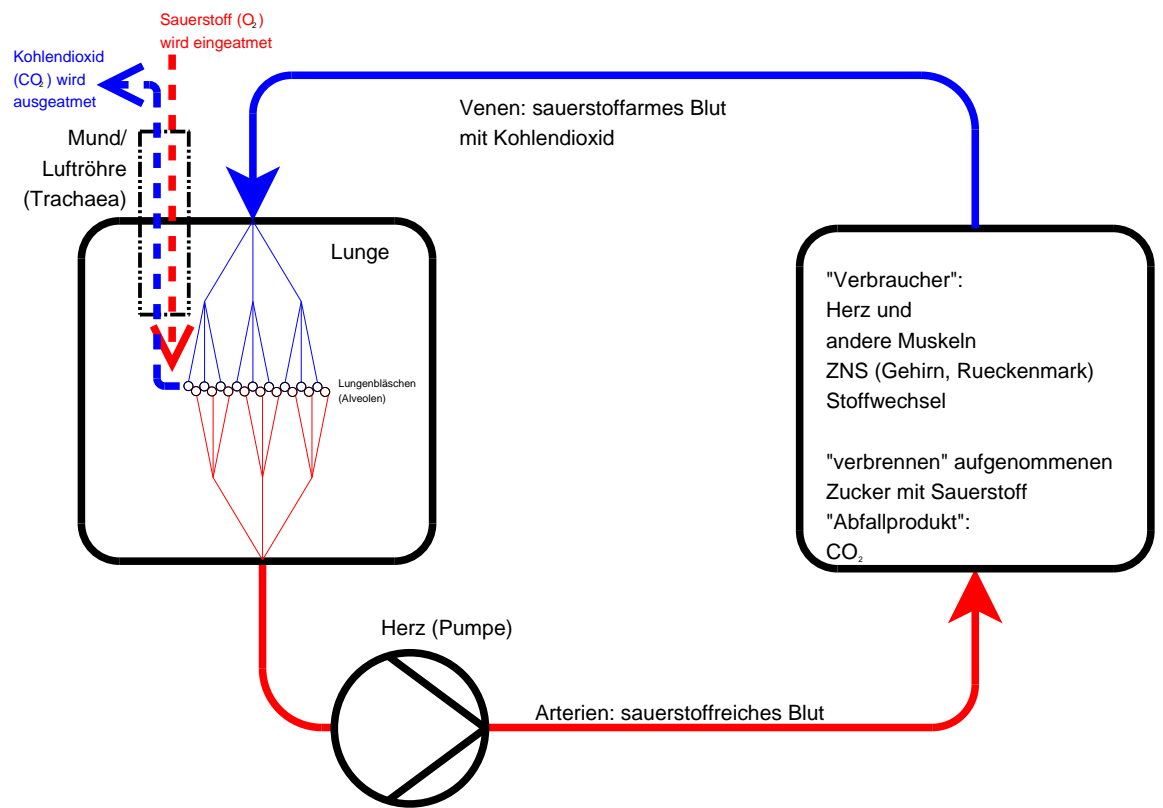 Sauerstoff (O₂)
wird eingeatmet
Kohlendioxid
(CO₂) wird
ausgeatmet
Mund/
Luftröhre
(Trachaea)
Venen: sauerstoffarmes Blut
mit Kohlendioxid
Lunge
Lungenbläschen
(Alveolen)
"Verbraucher":
Herz und
andere Muskeln
ZNS (Gehirn, Rueckenmark)
Stoffwechsel
"verbrennen" aufgenommenen
Zucker mit Sauerstoff
"Abfallprodukt":
CO₂
Herz (Pumpe)
Arterien: sauerstoffreiches Blut